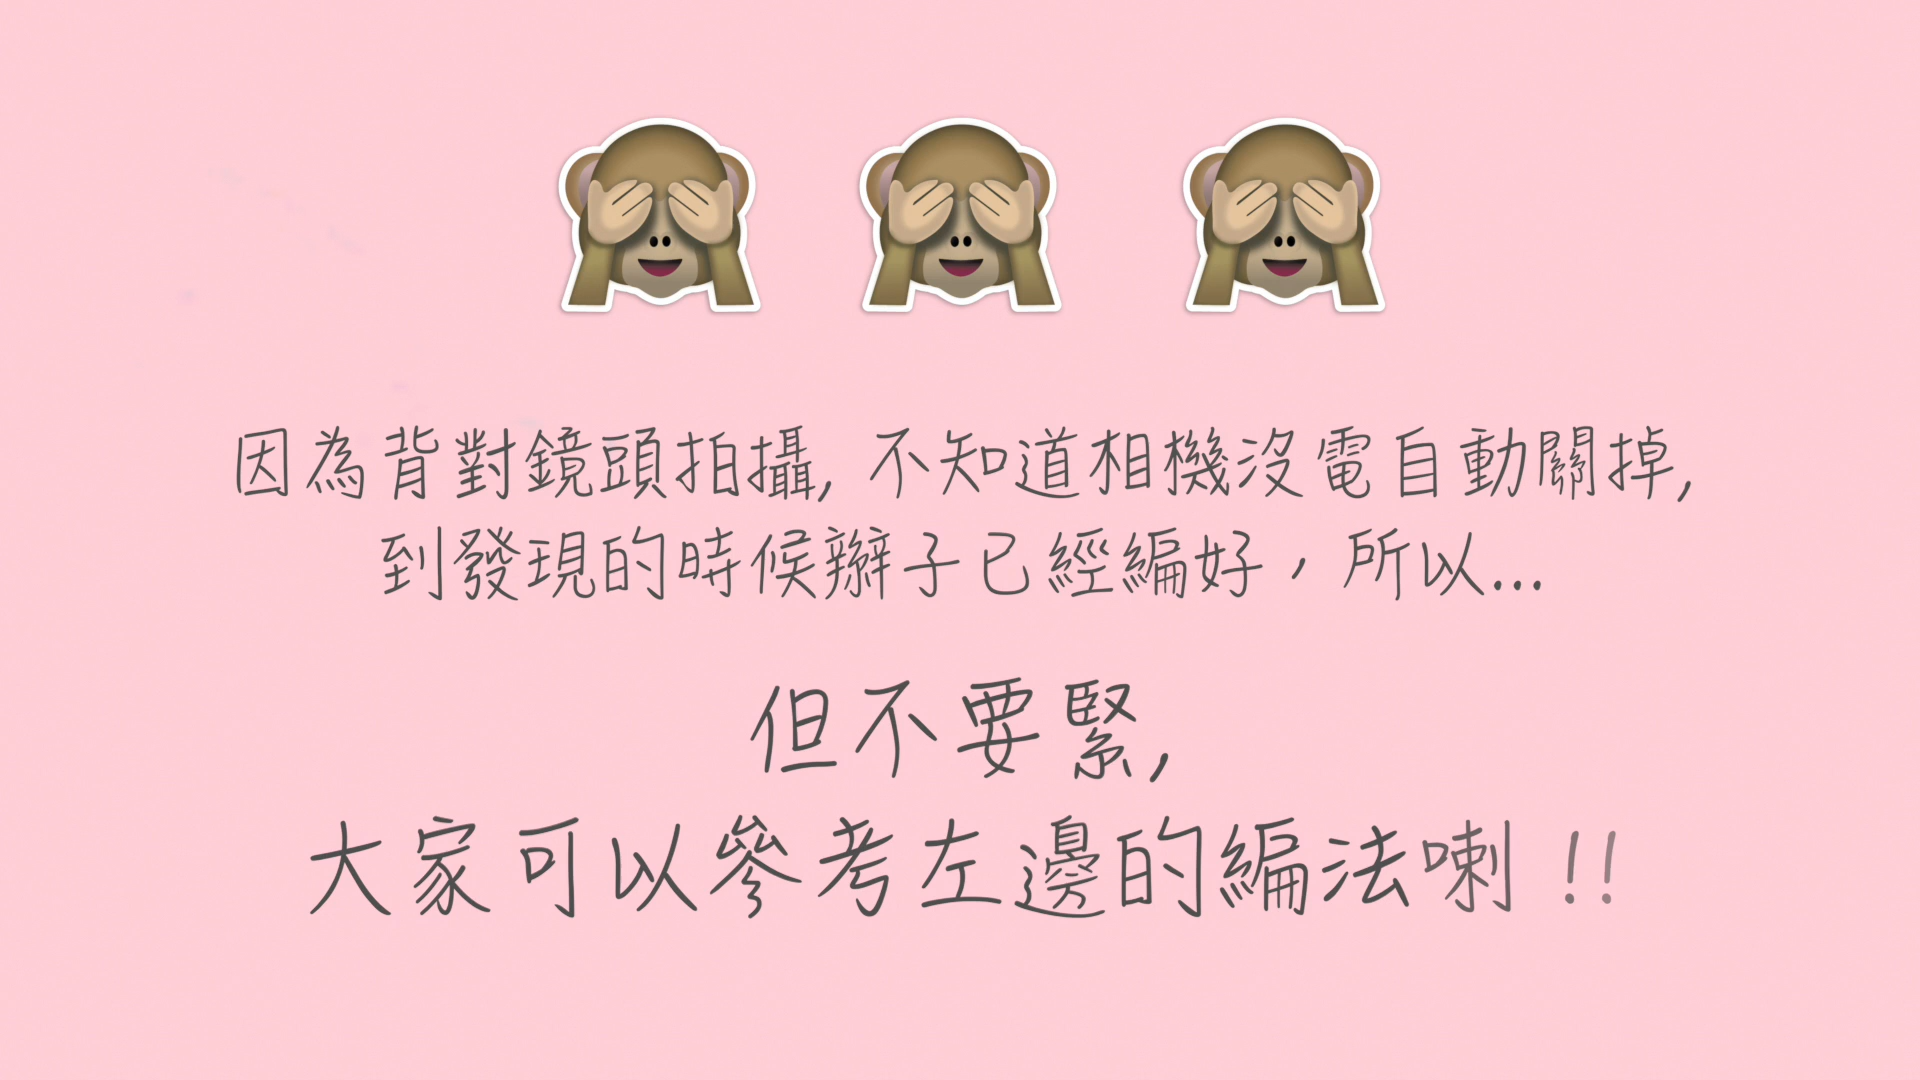 因為背對鏡頭拍攝, 不知道相機沒電自動關掉,
到發現的時候辮子已經編好，所以...
但不要緊,
大家可以參考左邊的編法喇 !!